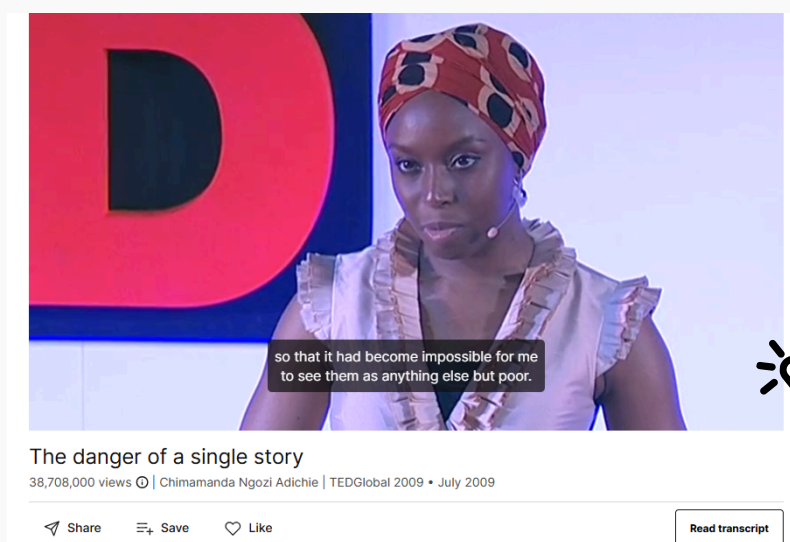 D
so that it had become impossible for me
to see them as anything else but poor.
The danger of a single story
38,708,000 views | Chimamanda Ngozi Adichie | TEDGlobal 2009 • July 2009
Share Save Like Read transcript